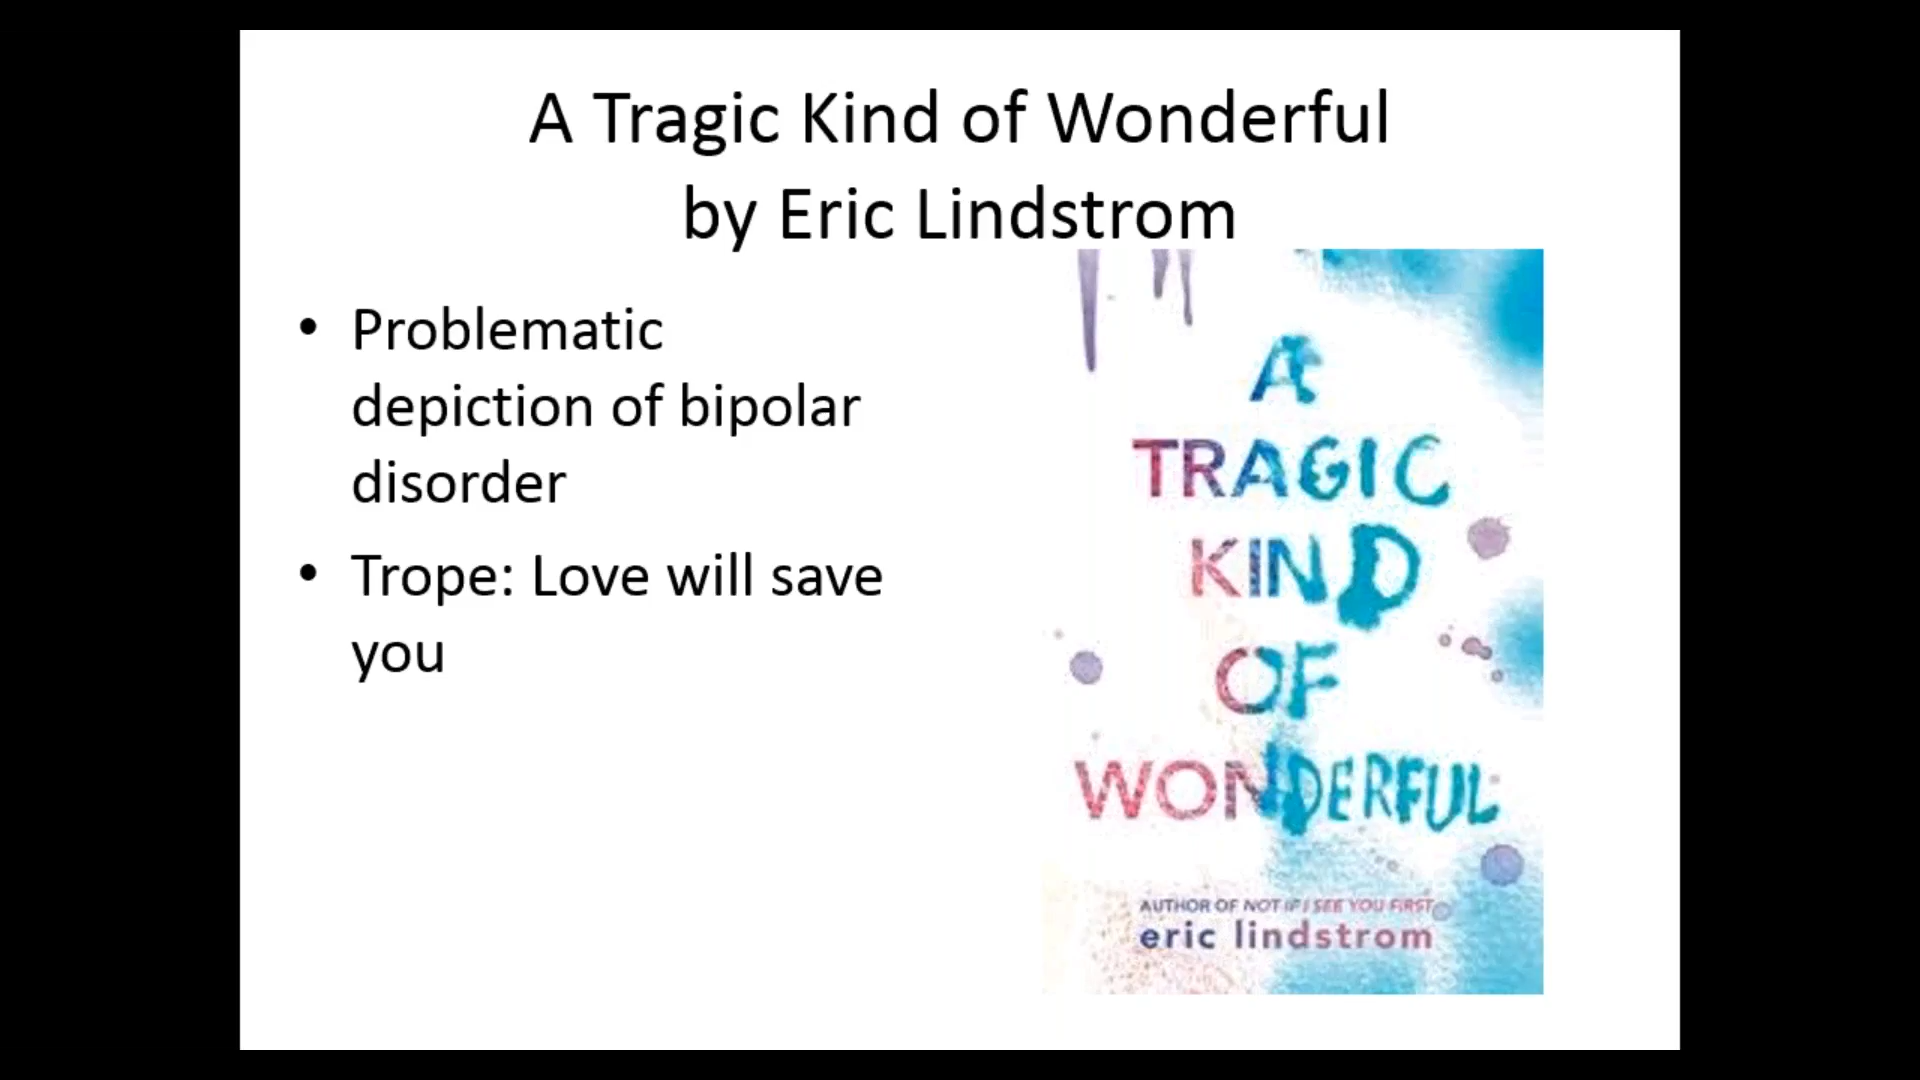 A Tragic Kind of Wonderful
by Eric Lindstrom
• Problematic
depiction of bipolar
disorder
• Trope: Love will save
you
A
TRAGIC
KIND
OF
WONDERFUL
AUTHOR OF NOT IF I SEE YOU FIRST
eric lindstrom